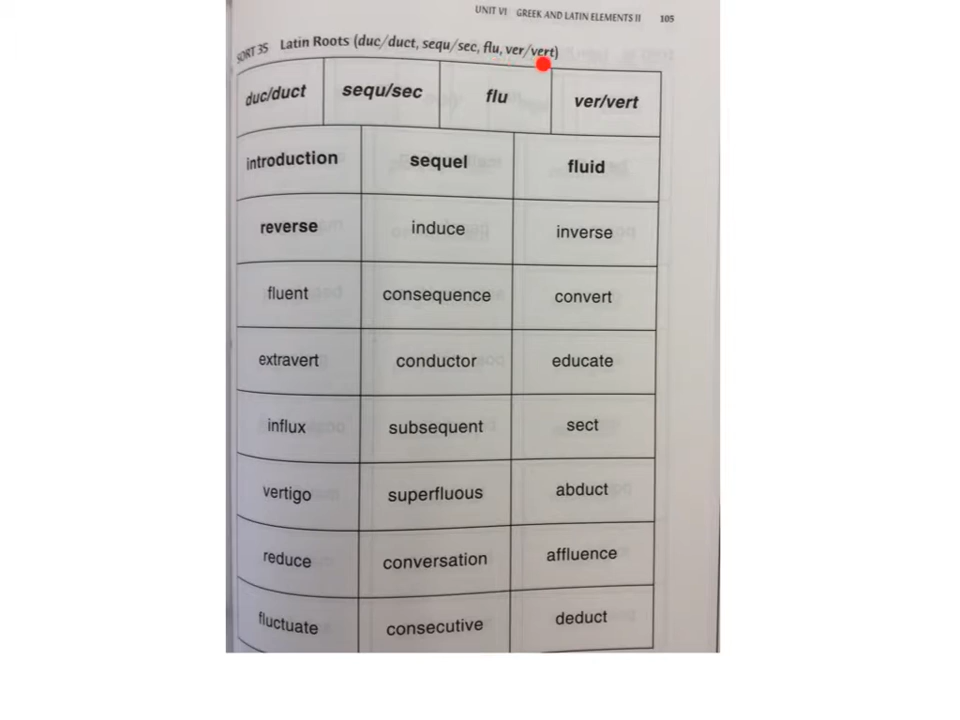 UNIT VI GREEK AND LATIN ELEMENTS II 105
SORT 35 Latin Roots (duc/duct, sequ/sec, flu, ver/vert)
duc/duct sequ/sec flu ver/vert
introduction sequel fluid
reverse induce inverse
fluent consequence convert
extravert conductor educate
influx subsequent sect
vertigo superfluous abduct
reduce conversation affluence
fluctuate consecutive deduct